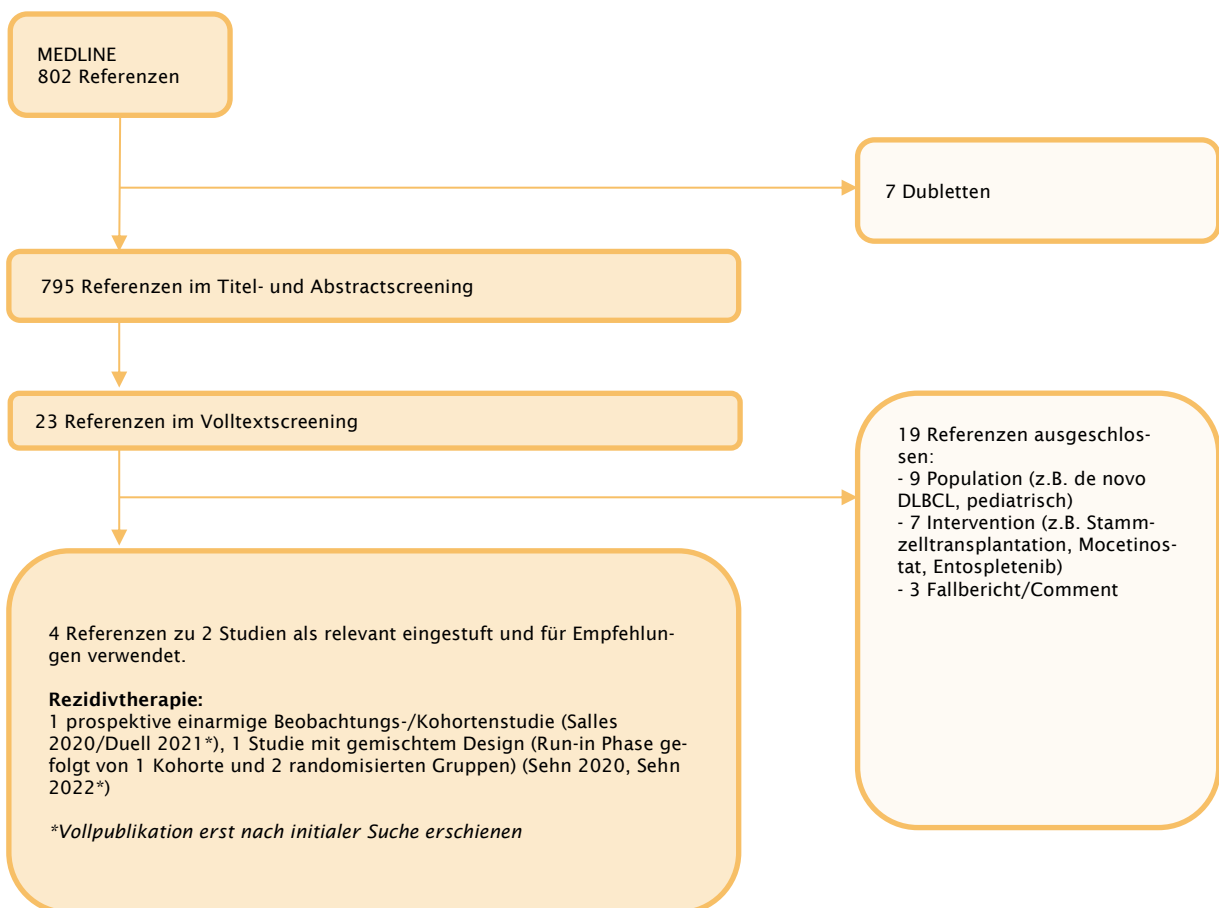 MEDLINE
802 Referenzen
7 Dubletten
795 Referenzen im Titel- und Abstractscreening
23 Referenzen im Volltextscreening
19 Referenzen ausgeschlos-
sen:
- 9 Population (z.B. de novo
DLBCL, pediatrisch)
- 7 Intervention (z.B. Stamm-
zelltransplantation, Mocetinos-
tat, Entospletenib)
- 3 Fallbericht/Comment
4 Referenzen zu 2 Studien als relevant eingestuft und für Empfehlun-
gen verwendet.
Rezidivtherapie:
1 prospektive einarmige Beobachtungs-/Kohortenstudie (Salles
2020/Duell 2021*), 1 Studie mit gemischtem Design (Run-in Phase ge-
folgt von 1 Kohorte und 2 randomisierten Gruppen) (Sehn 2020, Sehn
2022*)
*Vollpublikation erst nach initialer Suche erschienen